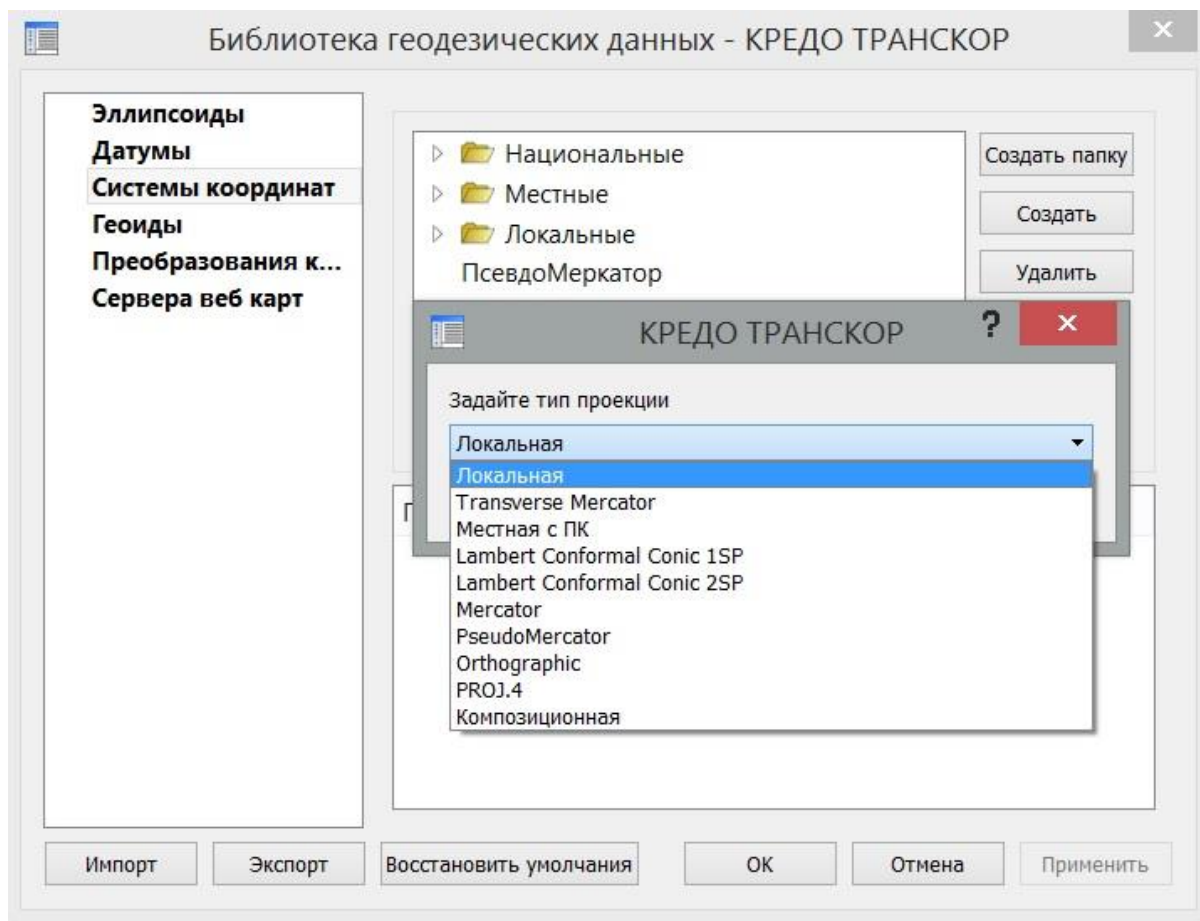 Библиотека геодезических данных - КРЕДО ТРАНСКОР
Эллипсоиды
Датумы
Системы координат
Геоиды
Преобразования к...
Сервера веб карт
Национальные
Местные
Локальные
ПсевдоМеркатор
Создать папку
Создать
Удалить
КРЕДО ТРАНСКОР
?
Задайте тип проекции
Локальная
Локальная
Transverse Mercator
Местная с ПК
Lambert Conformal Conic 1SP
Lambert Conformal Conic 2SP
Mercator
PseudoMercator
Orthographic
PROJ.4
Композиционная
Импорт
Экспорт
Восстановить умолчания
ОК
Отмена
Применить